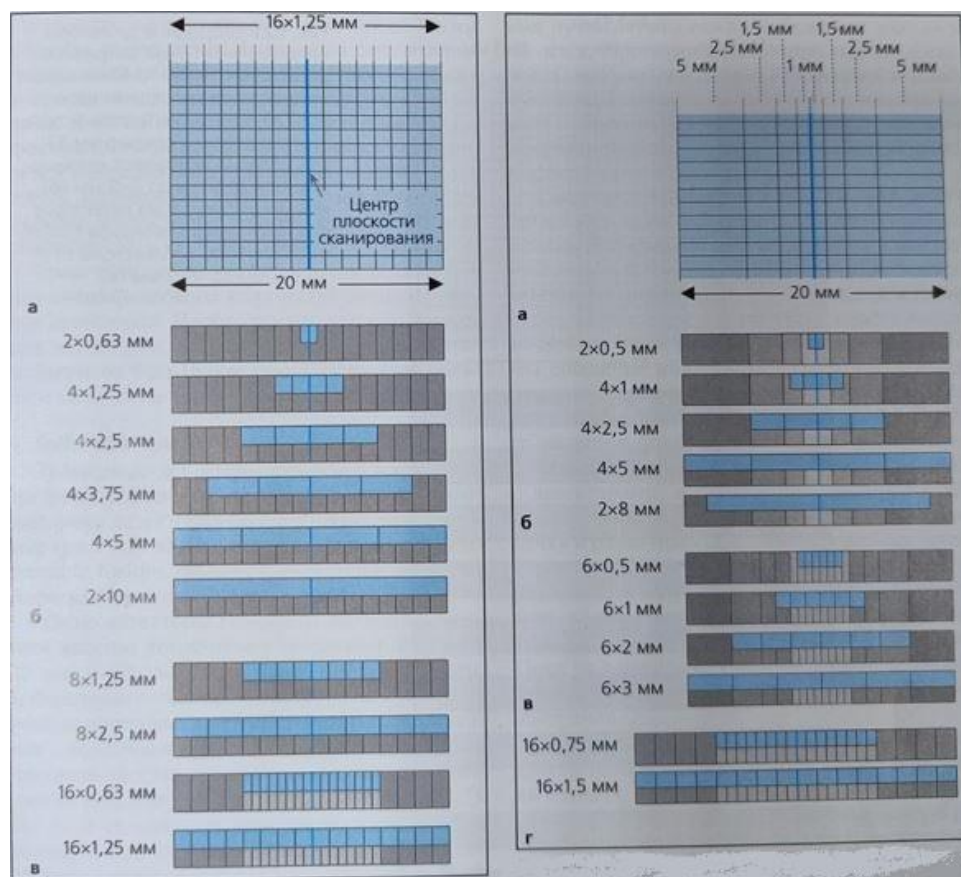 16×1,25 мм
Центр
плоскости
сканирования
20 мм
а
2×0,63 мм
4×1,25 мм
4×2,5 мм
4×3,75 мм
4×5 мм
2×10 мм
б
8×1,25 мм
8×2,5 мм
16×0,63 мм
16×1,25 мм
в
1,5 мм 1,5 мм
2,5 мм 2,5 мм
5 мм 1 мм 5 мм
20 мм
а
2×0,5 мм
4×1 мм
4×2,5 мм
4×5 мм
2×8 мм
б
6×0,5 мм
6×1 мм
6×2 мм
6×3 мм
в
16×0,75 мм
16×1,5 мм
г